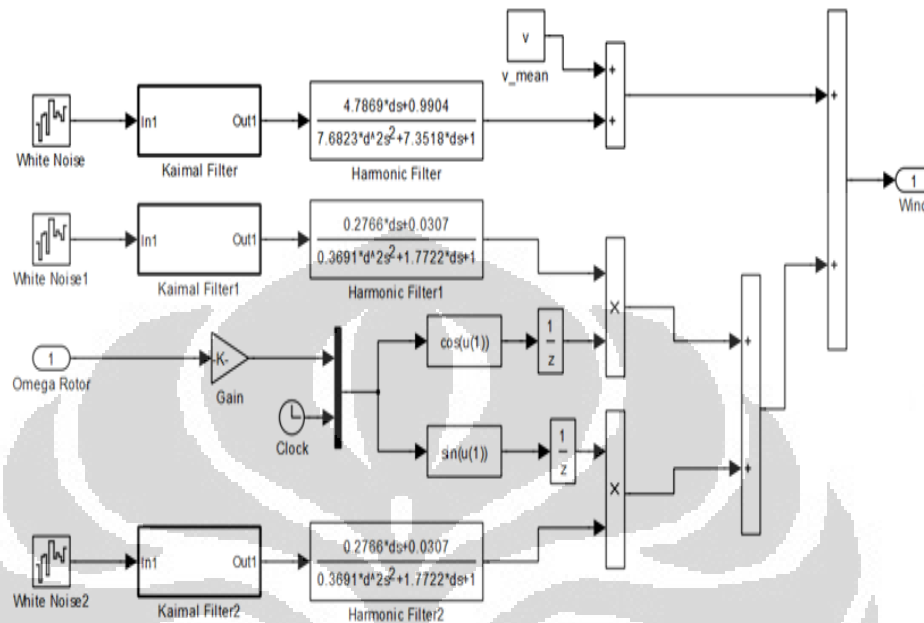 v
v_mean
+
+
White Noise
In1
Out1
Kaimal Filter
4.7869*ds+0.9904
7.6823*d^2s^2+7.3518*ds+1
Harmonic Filter
+
+
1
Wind
White Noise1
In1
Out1
Kaimal Filter1
0.2766*ds+0.0307
0.3691*d^2s^2+1.7722*ds+1
Harmonic Filter1
X
1
Omega Rotor
-K-
Gain
Clock
cos(u(1))
1
z
sin(u(1))
1
z
X
+
+
White Noise2
In1
Out1
Kaimal Filter2
0.2766*ds+0.0307
0.3691*d^2s^2+1.7722*ds+1
Harmonic Filter2